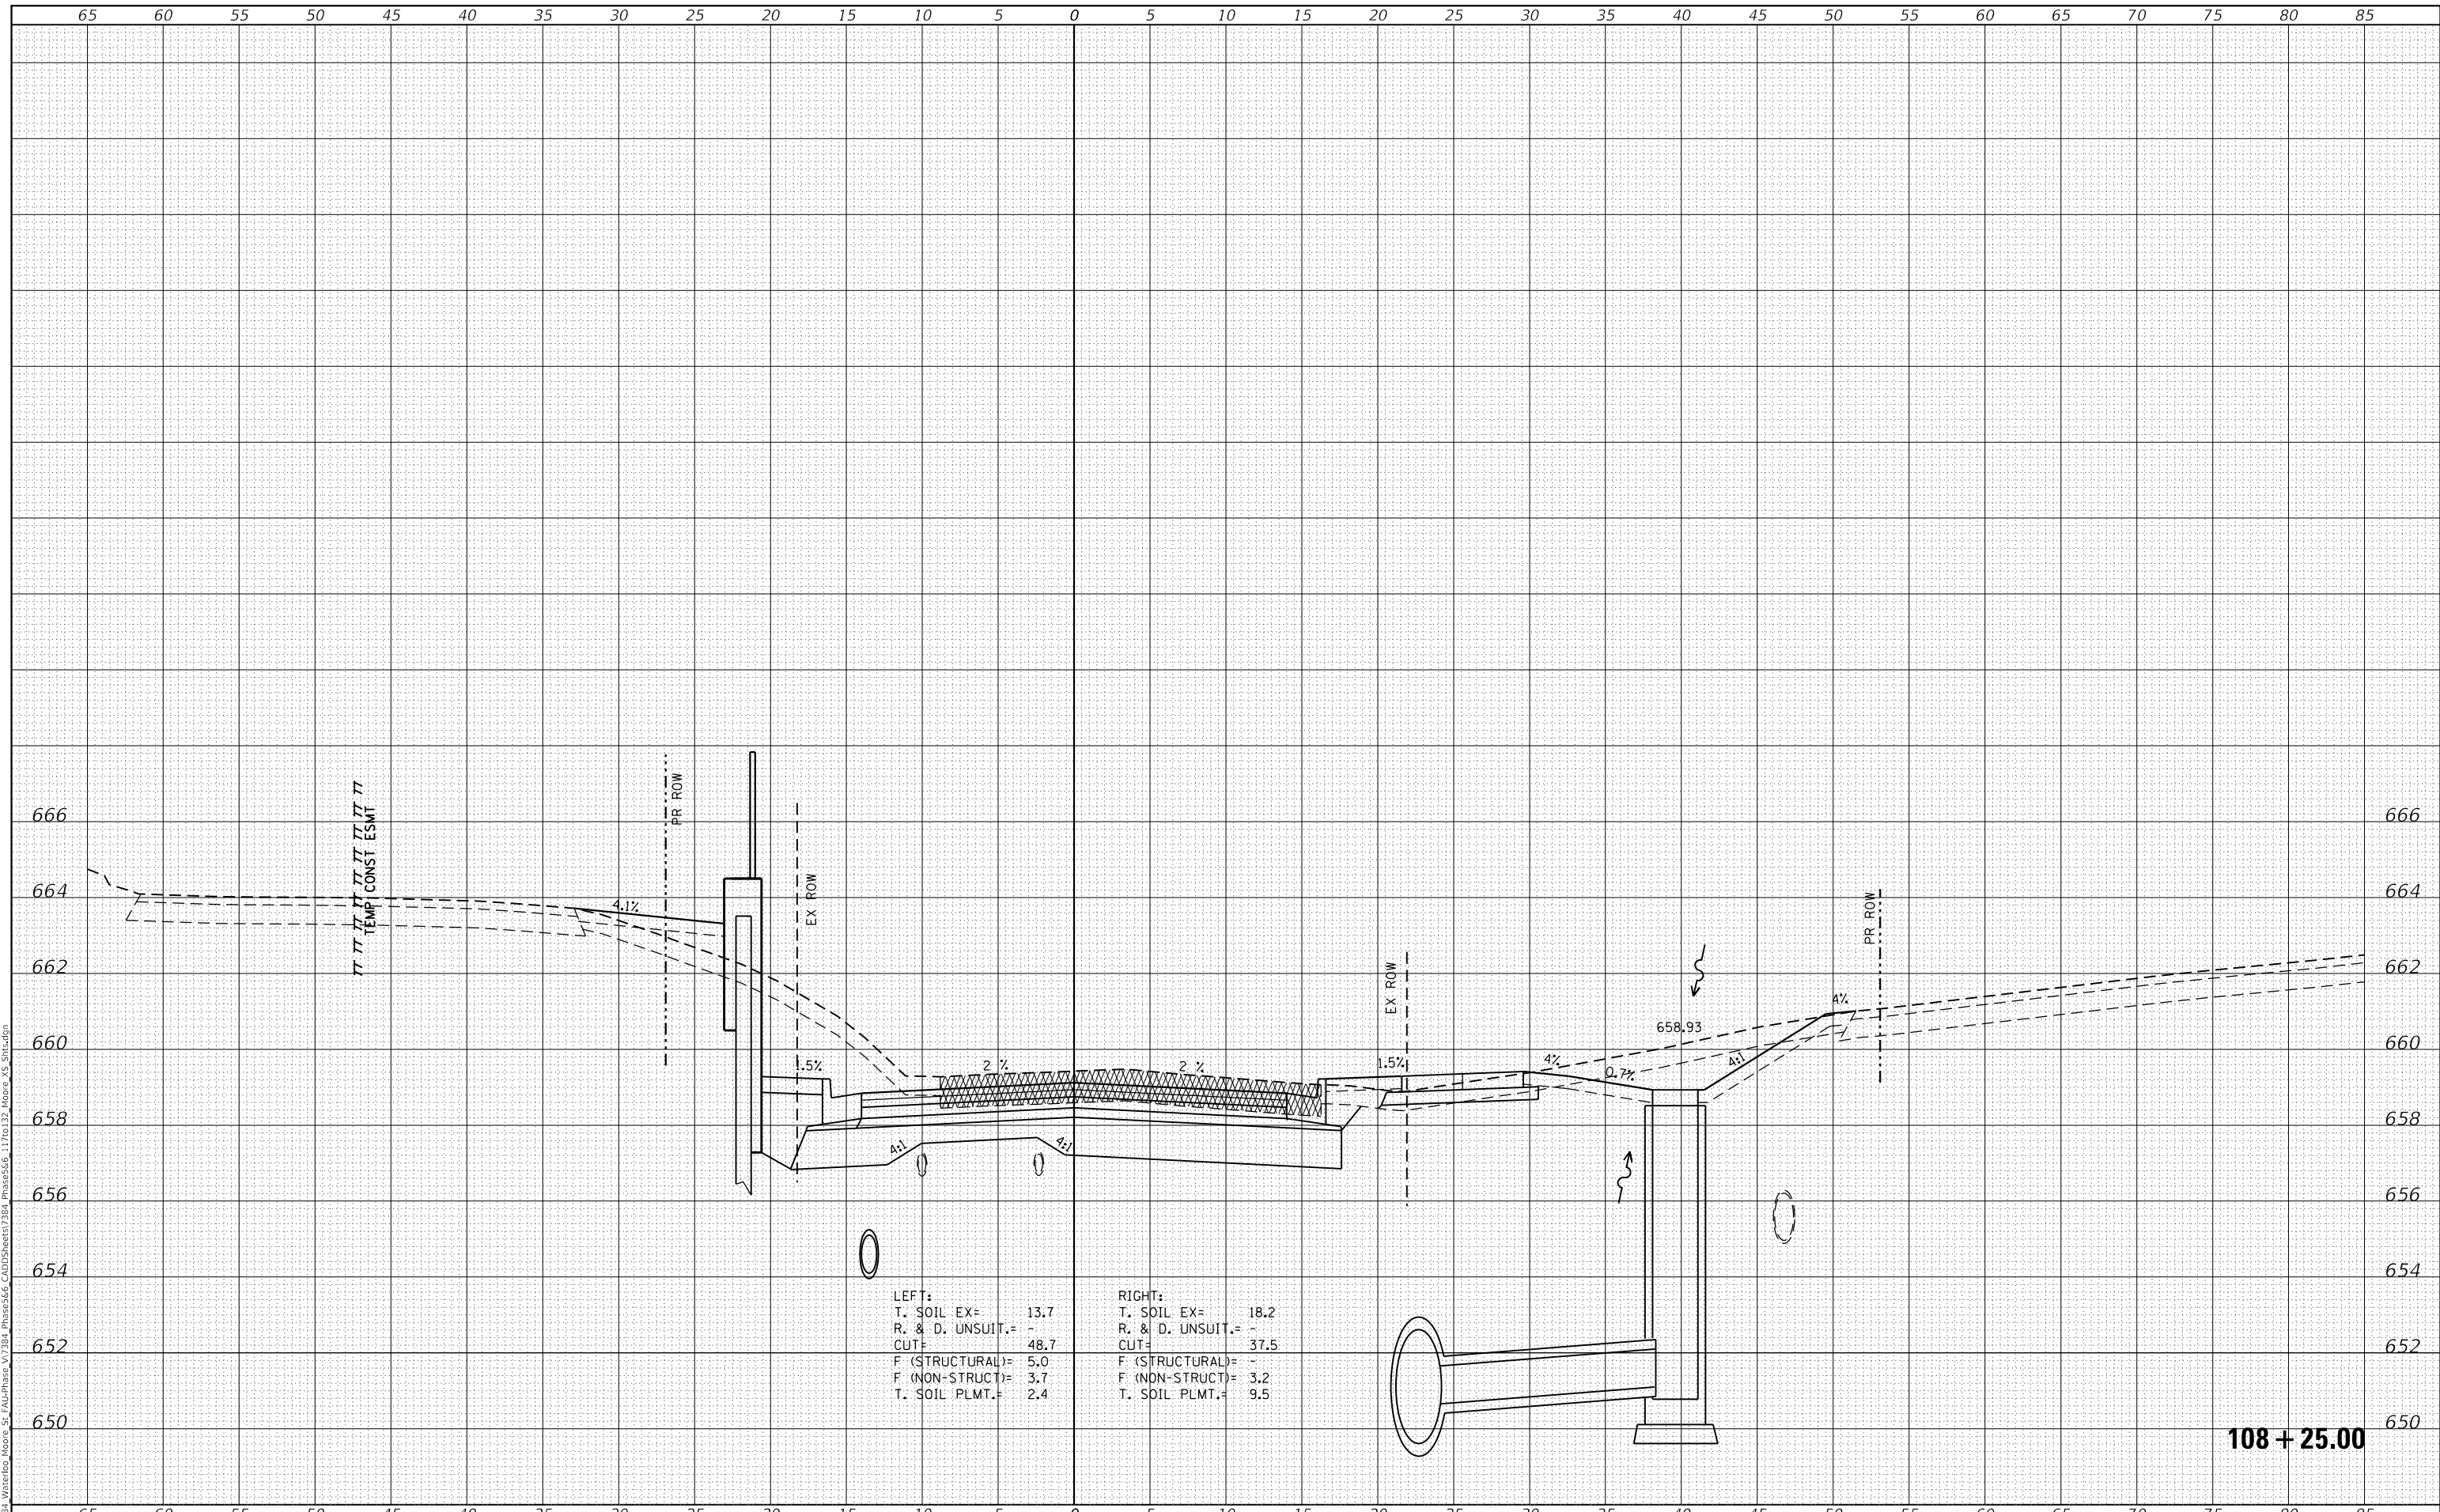 65 60 55 50 45 40 35 30 25 20 15 10 5 0 5 10 15 20 25 30 35 40 45 50 55 60 65 70 75 80 85
666 666
PR ROW
TEMP CONST ESMT
EX ROW
664 664
4.1%
PR ROW
EX ROW
662 662
4%
658.93
660 660
1.5% 2 % 2 % 1.5% 4% 0.7% 4:1
658 658
4:1 4:1
656 656
654 654
LEFT:
T. SOIL EX= 13.7
R. & D. UNSUIT.= -
CUT= 48.7
F (STRUCTURAL)= 5.0
F (NON-STRUCT)= 3.7
T. SOIL PLMT.= 2.4
RIGHT:
T. SOIL EX= 18.2
R. & D. UNSUIT.= -
CUT= 37.5
F (STRUCTURAL)= -
F (NON-STRUCT)= 3.2
T. SOIL PLMT.= 9.5
652 652
650 650
108+25.00